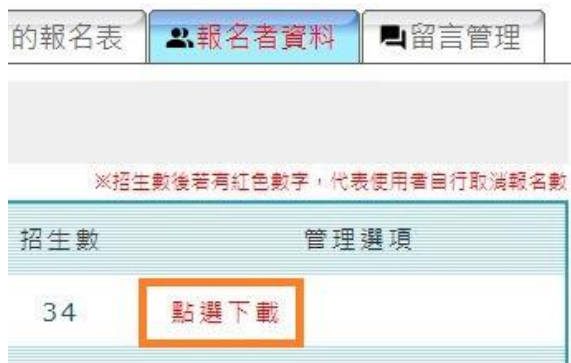 的報名表 報名者資料 留言管理
※招生數後若有紅色數字，代表使用者自行取消報名數
招生數 管理選項
34 點選下載